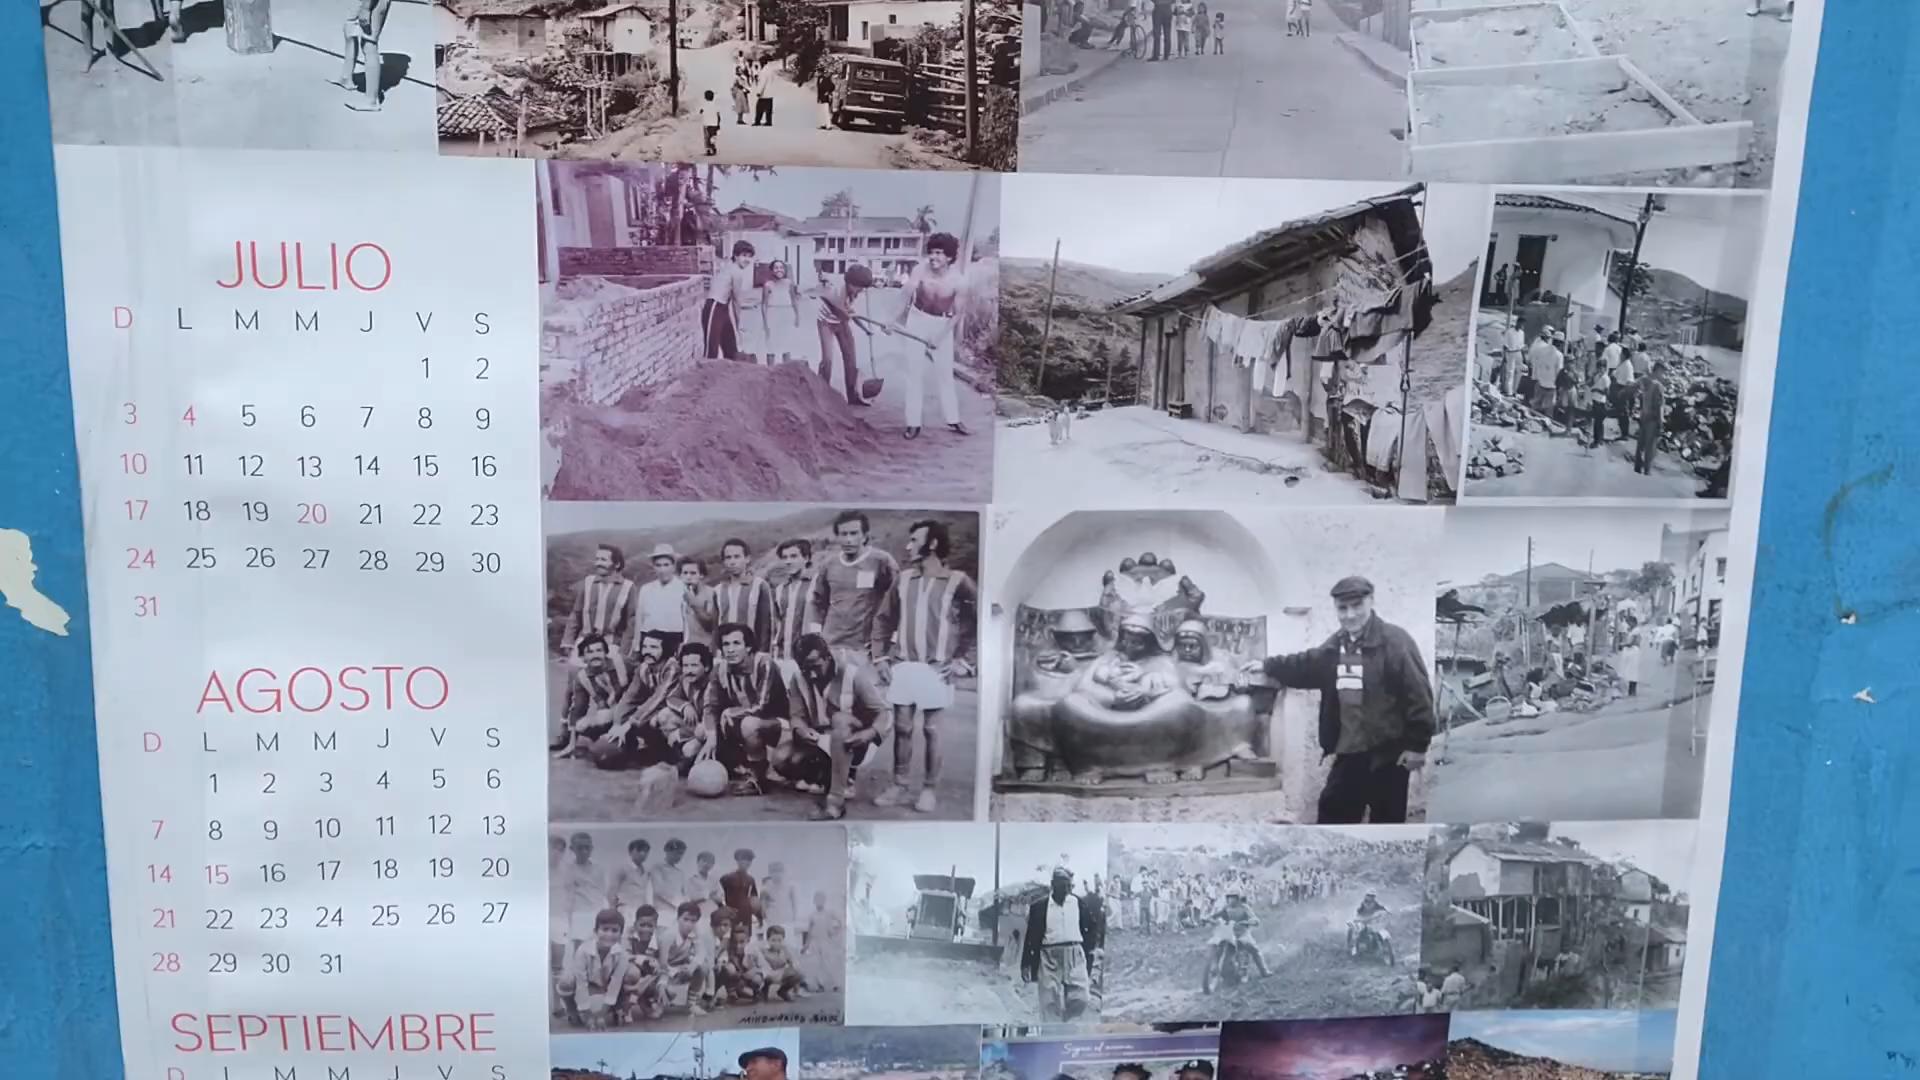 JULIO
D L M M J V S
1 2
3 4 5 6 7 8 9
10 11 12 13 14 15 16
17 18 19 20 21 22 23
24 25 26 27 28 29 30
31
AGOSTO
D L M M J V S
1 2 3 4 5 6
7 8 9 10 11 12 13
14 15 16 17 18 19 20
21 22 23 24 25 26 27
28 29 30 31
SEPTIEMBRE
D L M M J V S